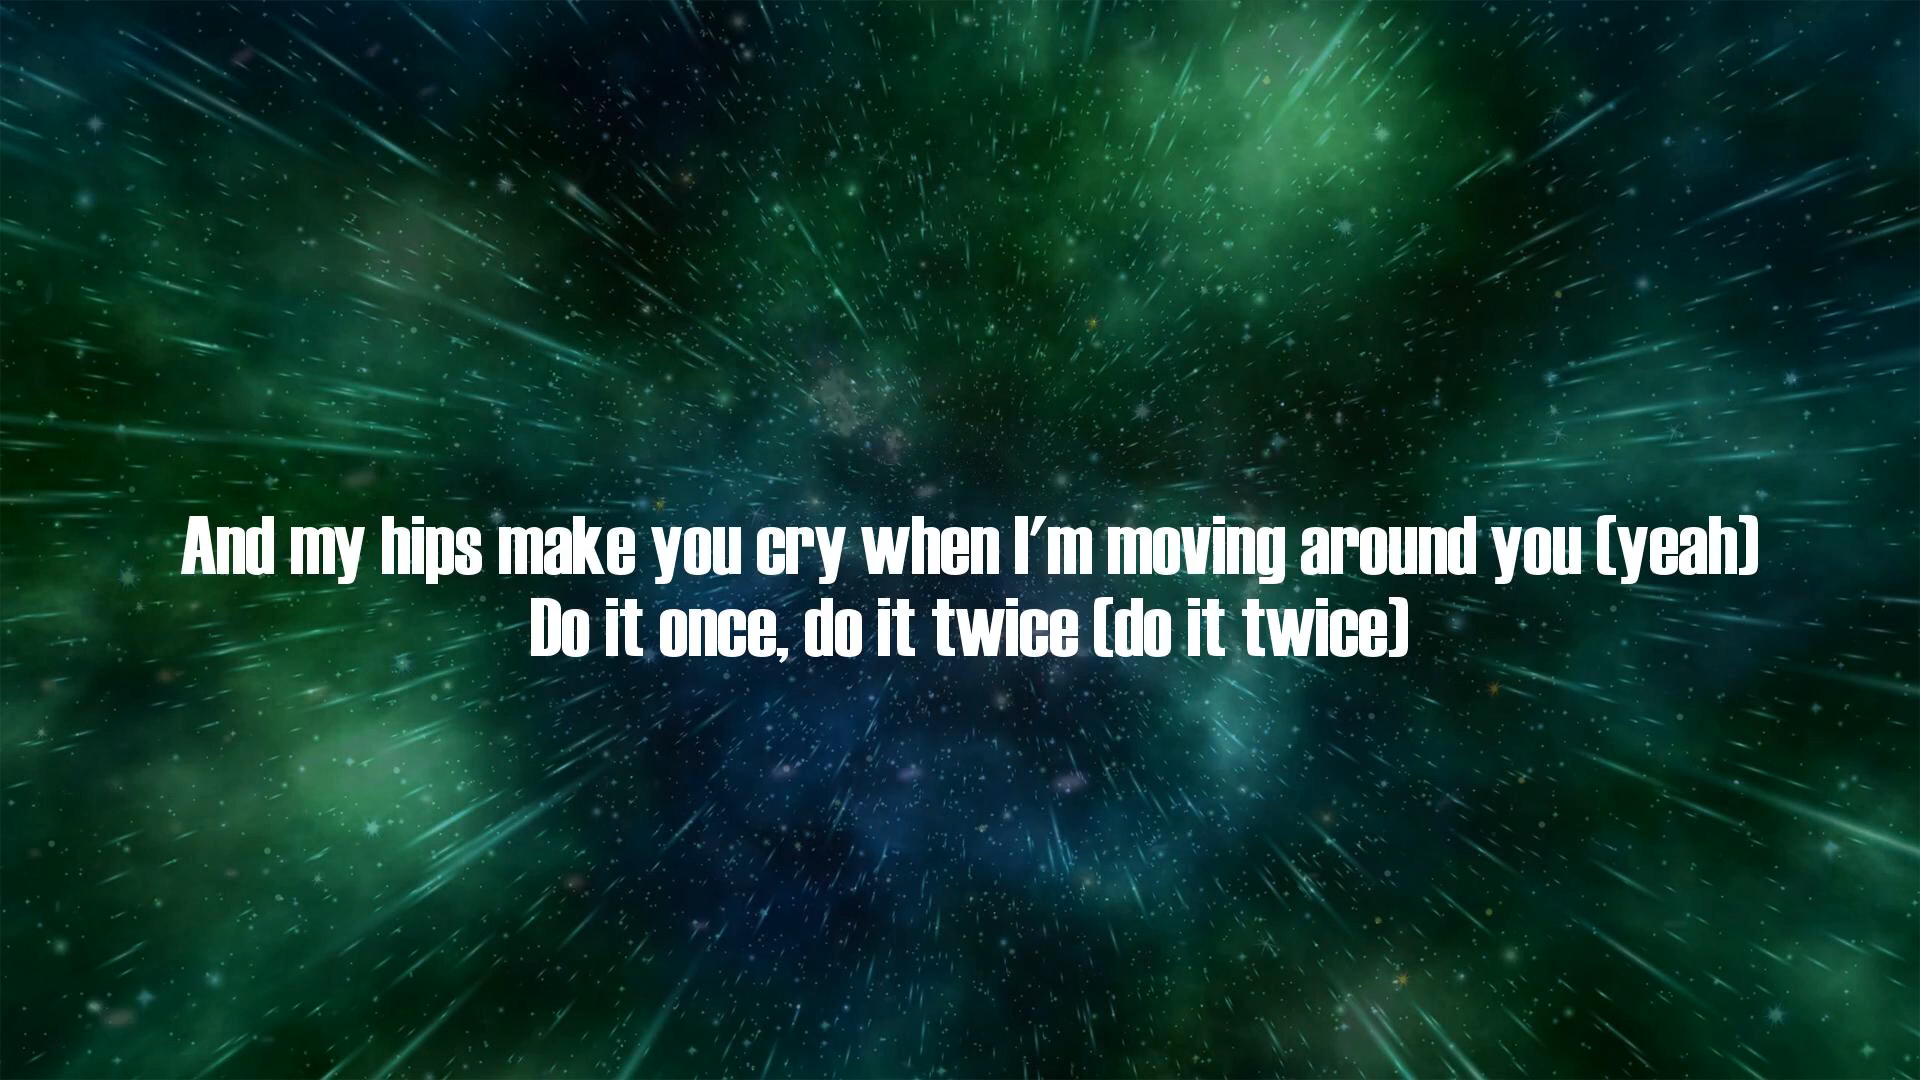 And my hips make you cry when I'm moving around you (yeah)
Do it once, do it twice (do it twice)